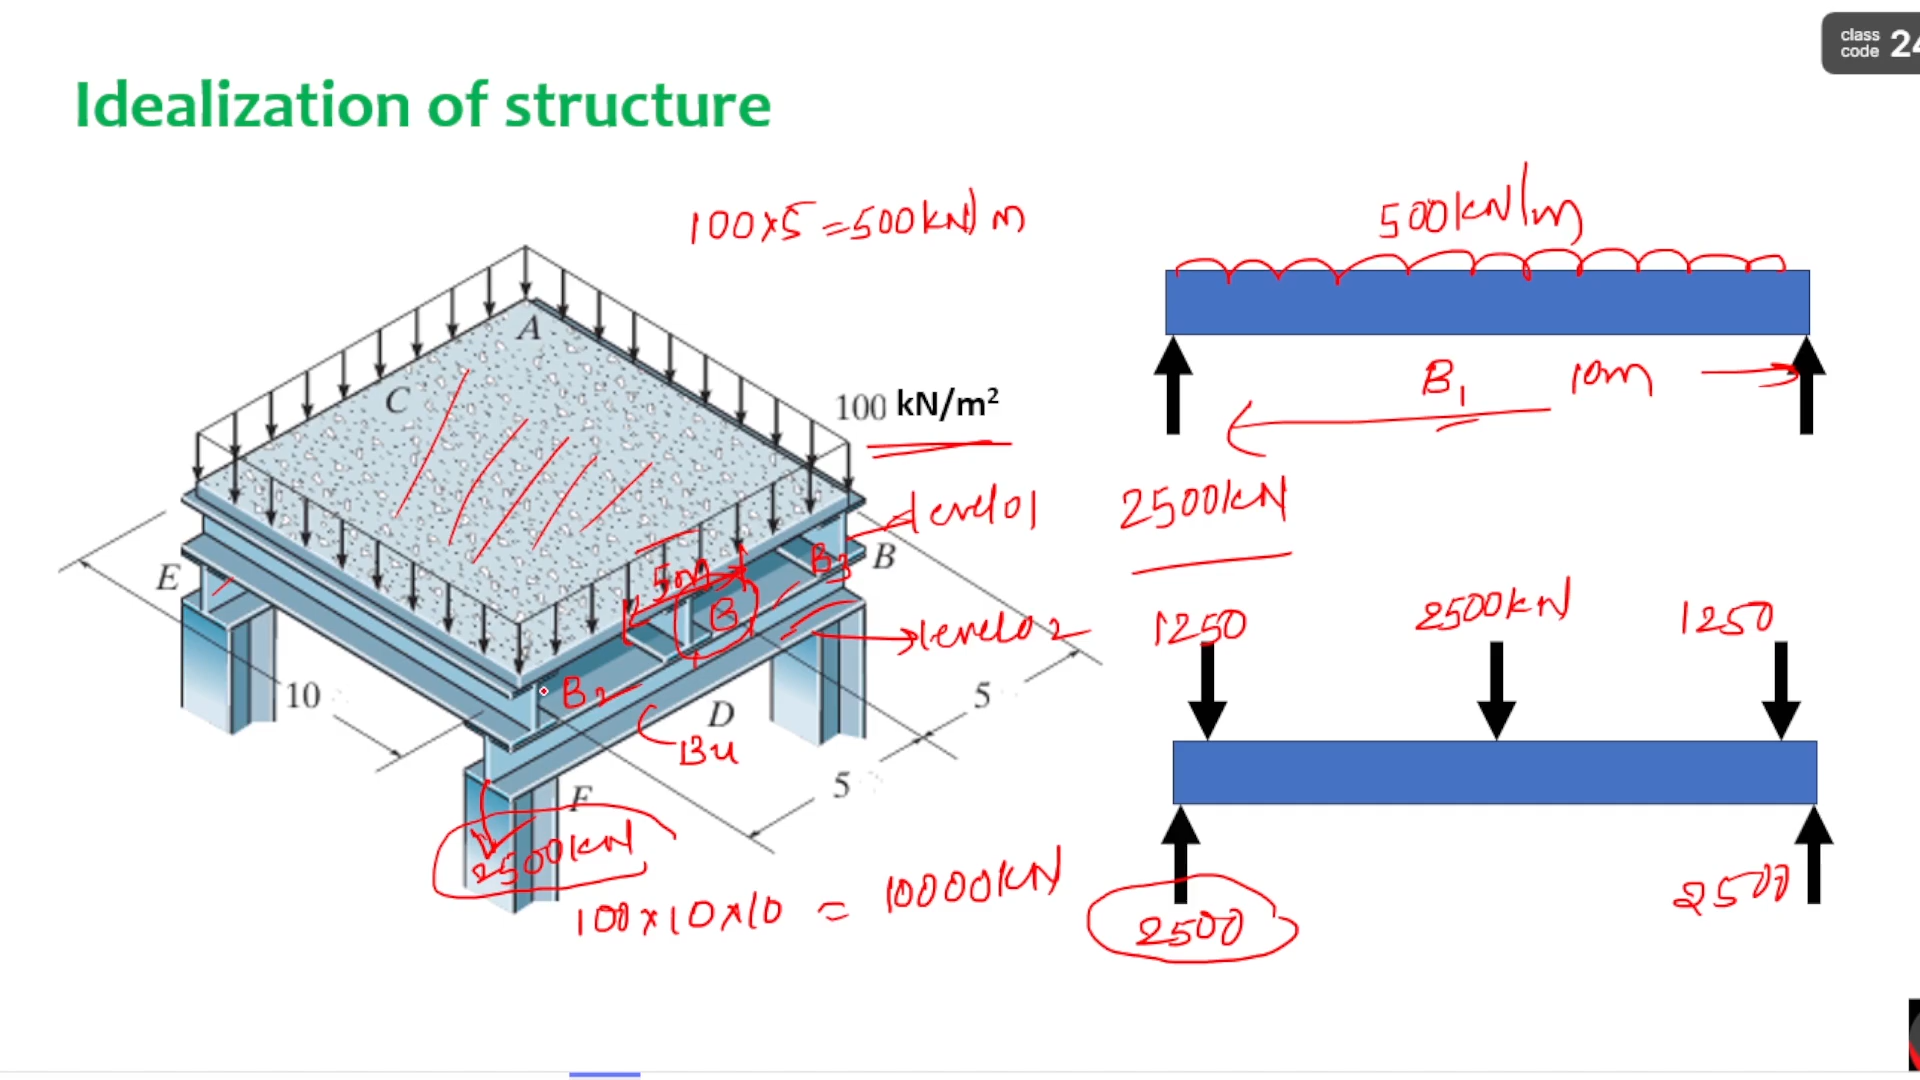 class
code 24
Idealization of structure
100×5 = 500kN/m
500kN/m
A
C
100 kN/m²
B₁ 10m
level 01
2500kN
B
E
5m
B₃
B
level 02
1250
2500kN
1250
10
B₂
D
5
B4
5
F
2500kN
100×10×10 = 10000kN
2500
2500